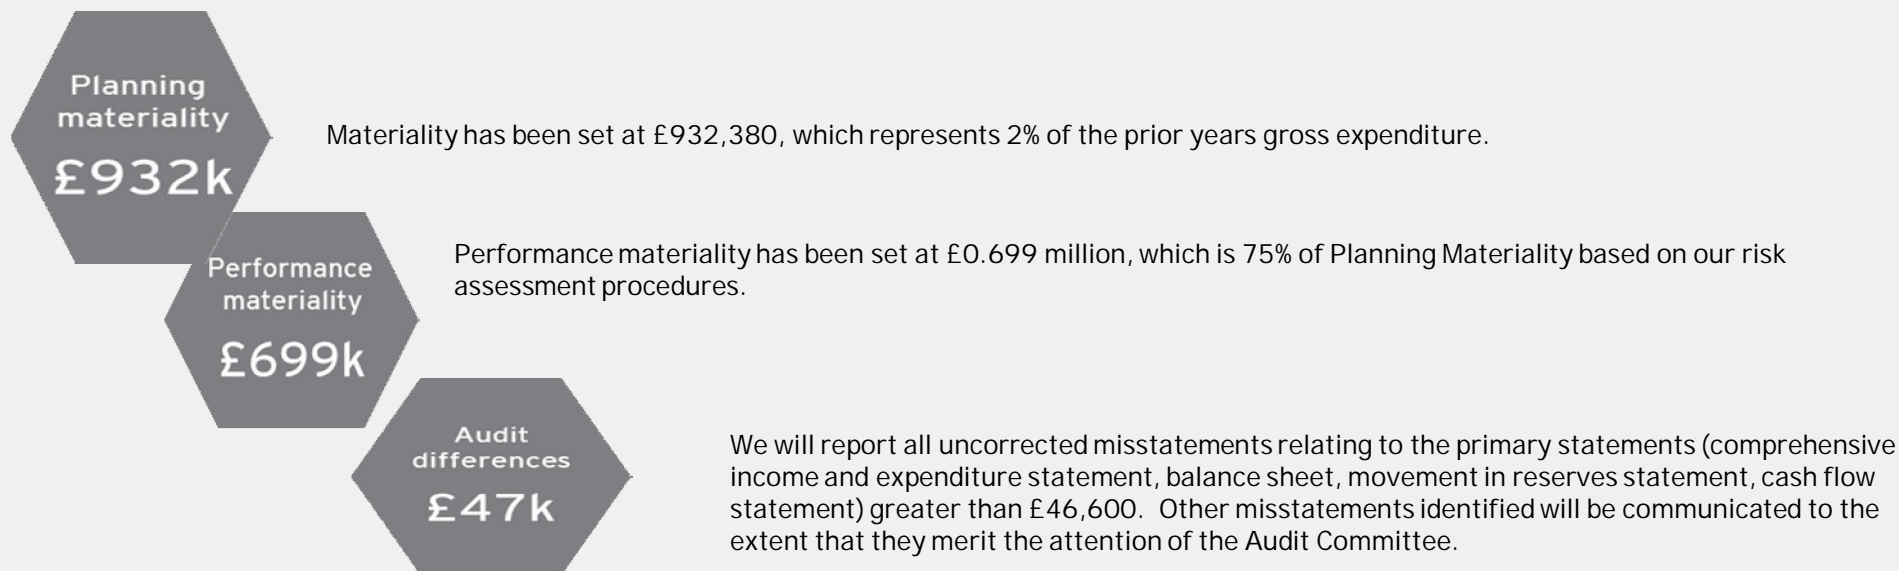 Planning
materiality
£932k
Materiality has been set at £932,380, which represents 2% of the prior years gross expenditure.
Performance
materiality
£699k
Performance materiality has been set at £0.699 million, which is 75% of Planning Materiality based on our risk
assessment procedures.
Audit
differences
£47k
We will report all uncorrected misstatements relating to the primary statements (comprehensive
income and expenditure statement, balance sheet, movement in reserves statement, cash flow
statement) greater than £46,600. Other misstatements identified will be communicated to the
extent that they merit the attention of the Audit Committee.